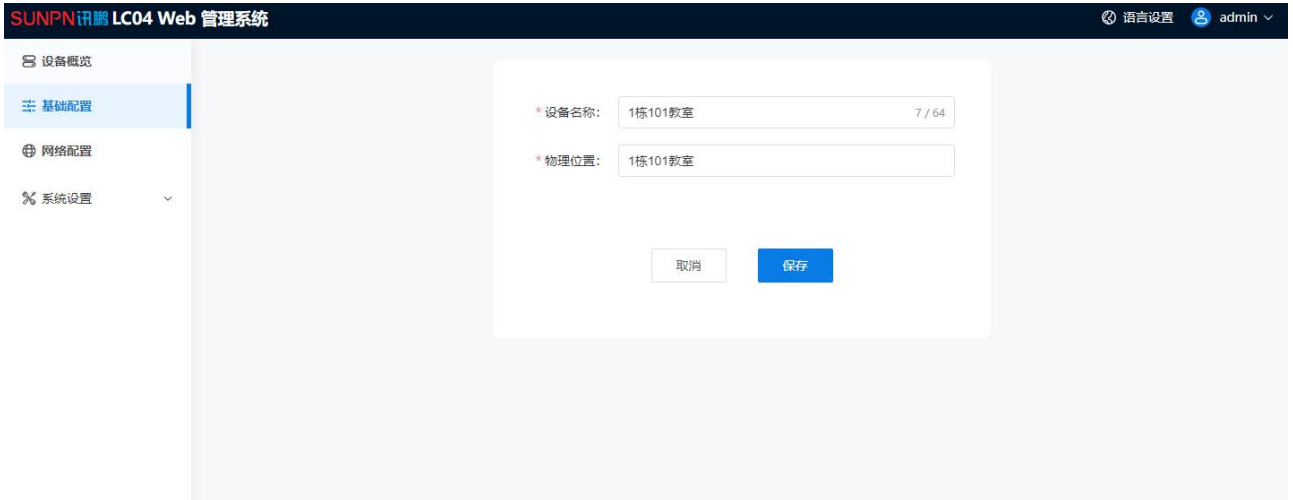 SUNPN讯鹏 LC04 Web 管理系统
语言设置 admin
设备概览
基础配置
网络配置
系统设置
* 设备名称: 1栋101教室 7 / 64
* 物理位置: 1栋101教室
取消 保存